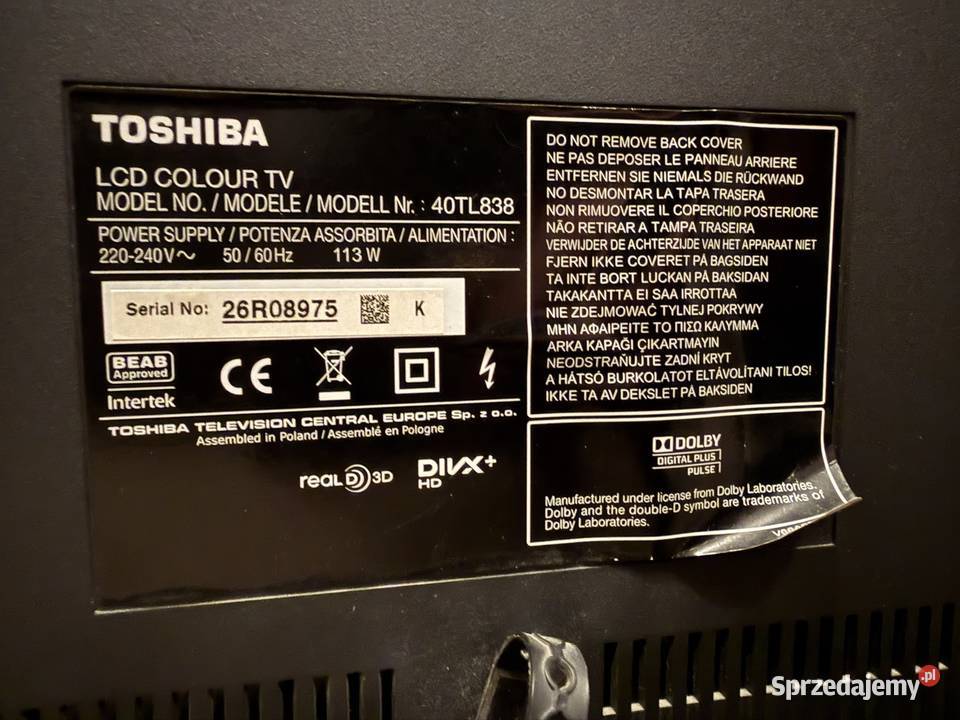 TOSHIBA
LCD COLOUR TV
MODEL NO. / MODELE / MODELL Nr. : 40TL838
POWER SUPPLY / POTENZA ASSORBITA / ALIMENTATION :
220-240V∼ 50 / 60Hz 113 W
Serial No: 26R08975 K
BEAB
Approved
Intertek
CE
TOSHIBA TELEVISION CENTRAL EUROPE Sp. z o.o.
Assembled in Poland / Assemblé en Pologne
REAL D 3D
DIVX+
HD
DO NOT REMOVE BACK COVER
NE PAS DEPOSER LE PANNEAU ARRIERE
ENTFERNEN SIE NIEMALS DIE RÜCKWAND
NO DESMONTAR LA TAPA TRASERA
NON RIMUOVERE IL COPERCHIO POSTERIORE
NÃO RETIRAR A TAMPA TRASEIRA
VERWIJDER DE ACHTERZIJDE VAN HET APPARAAT NIET
FJERN IKKE COVERET PÅ BAGSIDEN
TA INTE BORT LUCKAN PÅ BAKSIDAN
TAKAKANTTA EI SAA IRROTTAA
NIE ZDEJMOWAĆ TYLNEJ POKRYWY
ΜΗΝ ΑΦΑΙΡΕΙΤΕ ΤΟ ΠΙΣΩ ΚΑΛΥΜΜΑ
ARKA KAPAĞI ÇIKARTMAYIN
NEODSTRAŇUJTE ZADNÍ KRYT
A HÁTSÓ BURKOLATOT ELTÁVOLÍTANI TILOS!
IKKE TA AV DEKSLET PÅ BAKSIDEN
DOLBY
DIGITAL PLUS
PULSE
Manufactured under license from Dolby Laboratories.
Dolby and the double-D symbol are trademarks of
Dolby Laboratories.
Sprzedajemy.pl